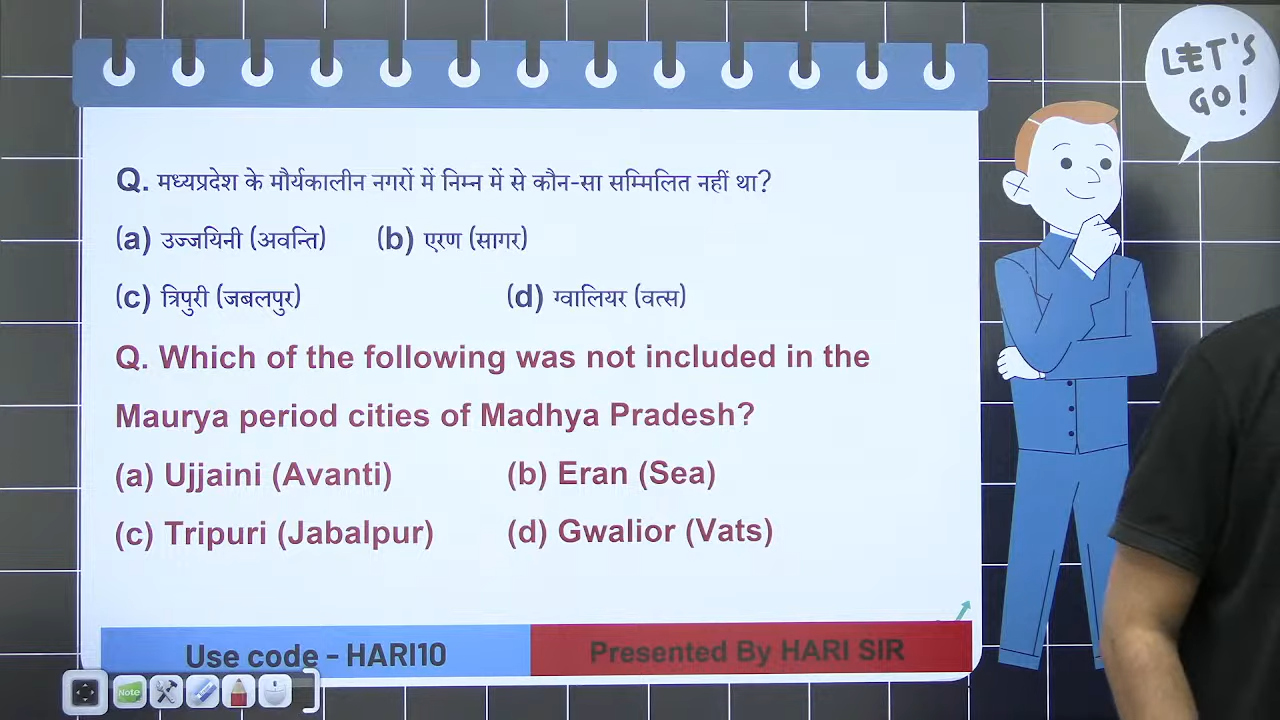 LET'S
GO!
Q. मध्यप्रदेश के मौर्यकालीन नगरों में निम्न में से कौन-सा सम्मिलित नहीं था?
(a) उज्जयिनी (अवन्ति) (b) एरण (सागर)
(c) त्रिपुरी (जबलपुर) (d) ग्वालियर (वत्स)
Q. Which of the following was not included in the
Maurya period cities of Madhya Pradesh?
(a) Ujjaini (Avanti) (b) Eran (Sea)
(c) Tripuri (Jabalpur) (d) Gwalior (Vats)
Use code - HARI10 Presented By HARI SIR
Note